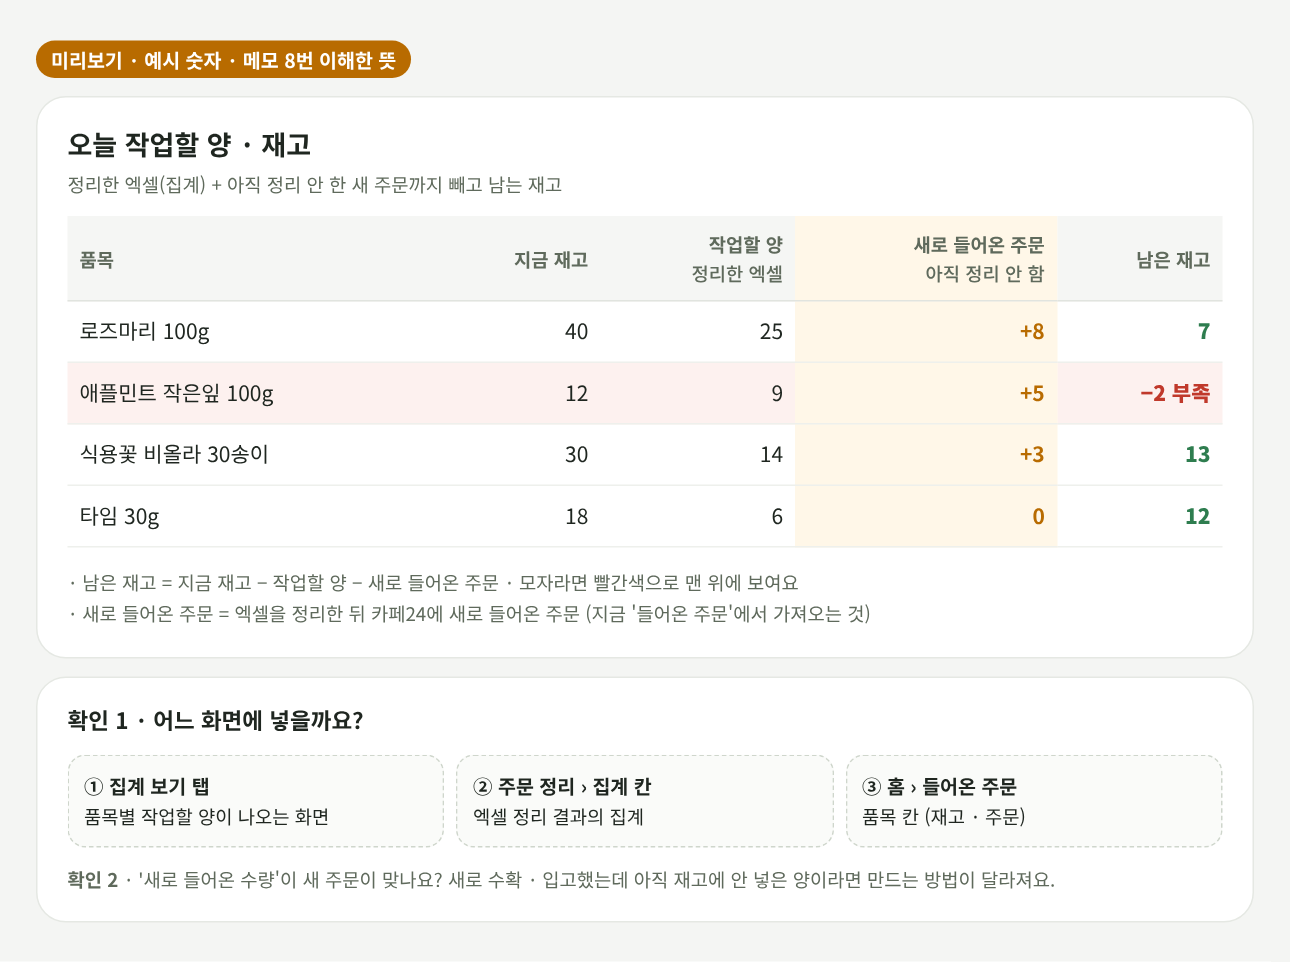 미리보기 · 예시 숫자 · 메모 8번 이해한 뜻
오늘 작업할 양 · 재고
정리한 엑셀(집계) + 아직 정리 안 한 새 주문까지 빼고 남는 재고
품목 지금 재고 작업할 양 정리한 엑셀 새로 들어온 주문 아직 정리 안 함 남은 재고
로즈마리 100g 40 25 +8 7
애플민트 작은잎 100g 12 9 +5 −2 부족
식용꽃 비올라 30송이 30 14 +3 13
타임 30g 18 6 0 12
· 남은 재고 = 지금 재고 − 작업할 양 − 새로 들어온 주문 · 모자라면 빨간색으로 맨 위에 보여요
· 새로 들어온 주문 = 엑셀을 정리한 뒤 카페24에 새로 들어온 주문 (지금 '들어온 주문'에서 가져오는 것)
확인 1 · 어느 화면에 넣을까요?
① 집계 보기 탭
품목별 작업할 양이 나오는 화면
② 주문 정리 › 집계 칸
엑셀 정리 결과의 집계
③ 홈 › 들어온 주문
품목 칸 (재고 · 주문)
확인 2 · '새로 들어온 수량'이 새 주문이 맞나요? 새로 수확 · 입고했는데 아직 재고에 안 넣은 양이라면 만드는 방법이 달라져요.